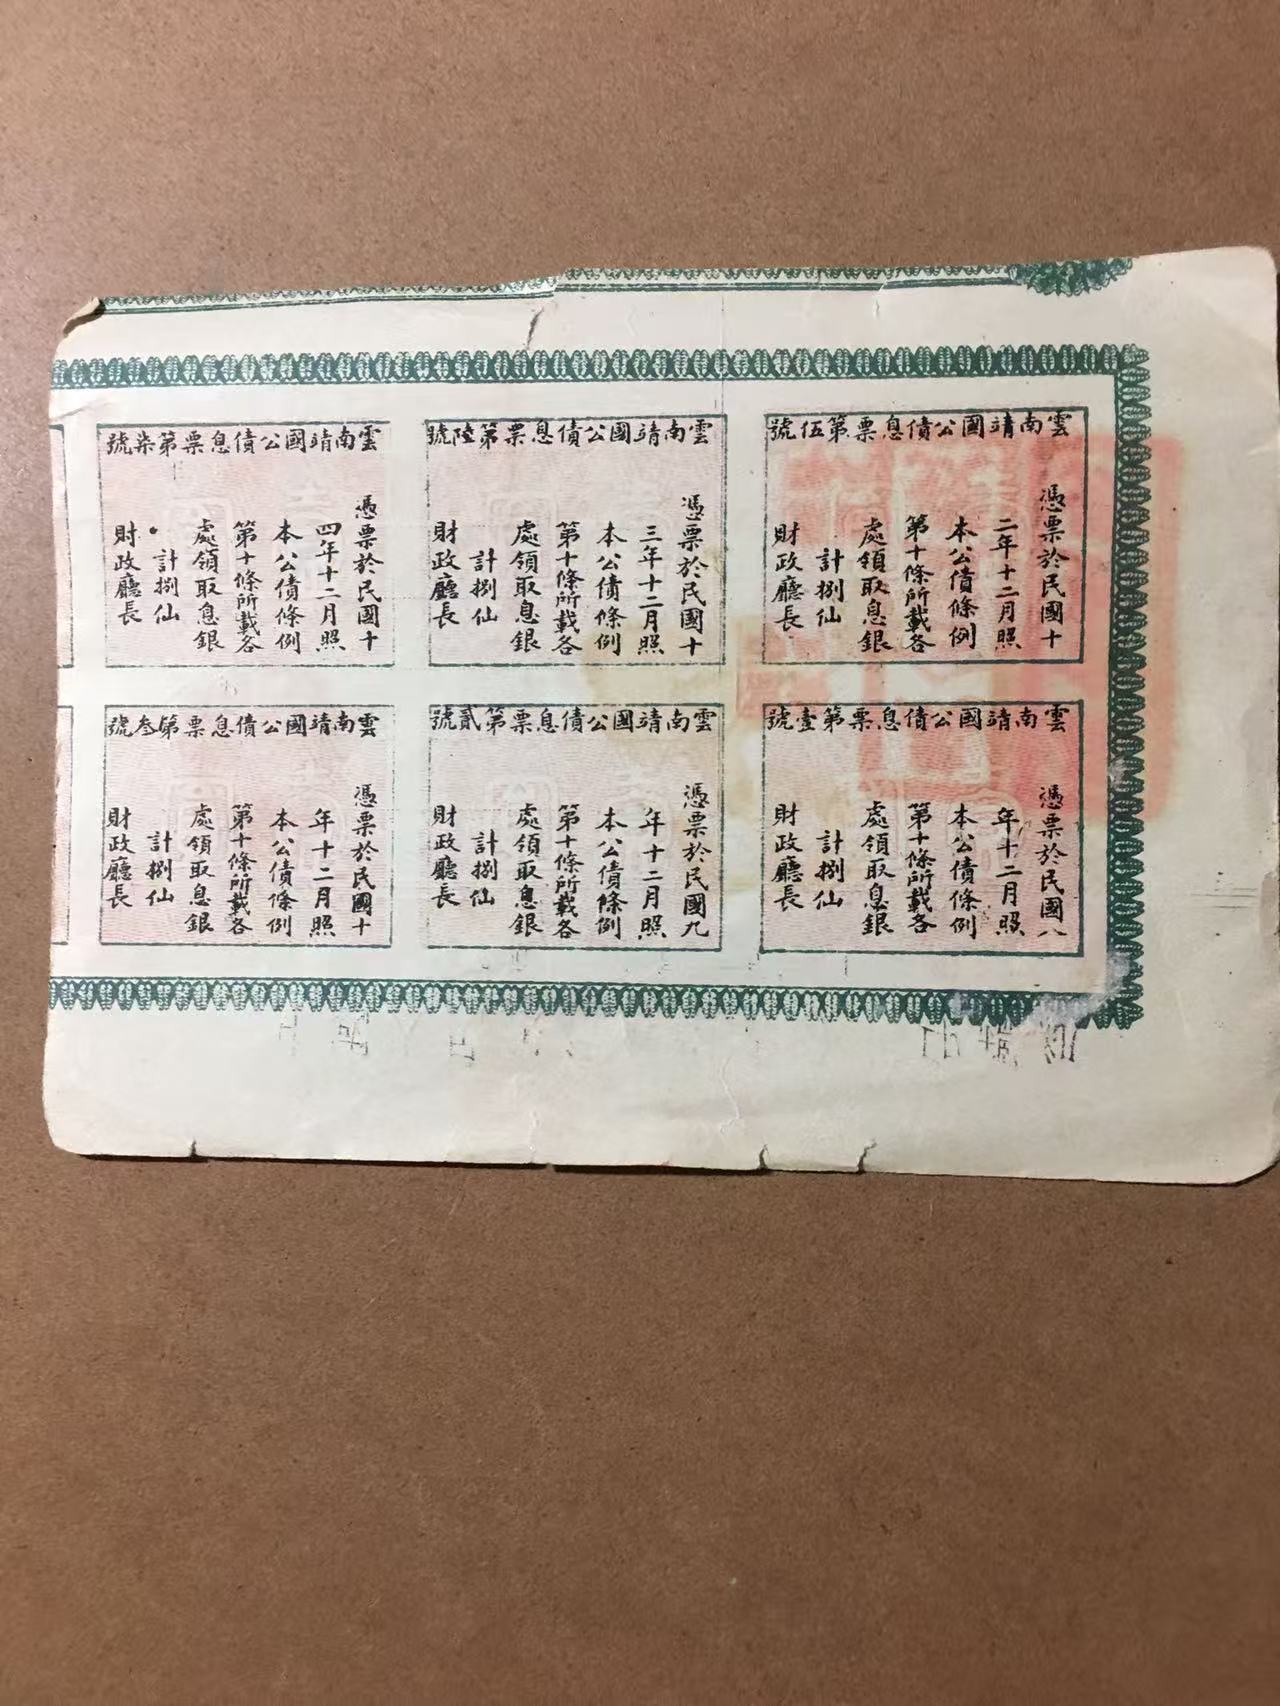 雲南靖國公債息票第伍號
憑票於民國十
二年十二月照
本公債條例
第十條所載各
處領取息銀
計捌仙
財政廳長
雲南靖國公債息票第陸號
憑票於民國十
三年十二月照
本公債條例
第十條所載各
處領取息銀
計捌仙
財政廳長
雲南靖國公債息票第柒號
憑票於民國十
四年十二月照
本公債條例
第十條所載各
處領取息銀
計捌仙
財政廳長
雲南靖國公債息票第壹號
憑票於民國八
年十二月照
本公債條例
第十條所載各
處領取息銀
計捌仙
財政廳長
雲南靖國公債息票第貳號
憑票於民國九
年十二月照
本公債條例
第十條所載各
處領取息銀
計捌仙
財政廳長
雲南靖國公債息票第叁號
憑票於民國十
年十二月照
本公債條例
第十條所載各
處領取息銀
計捌仙
財政廳長